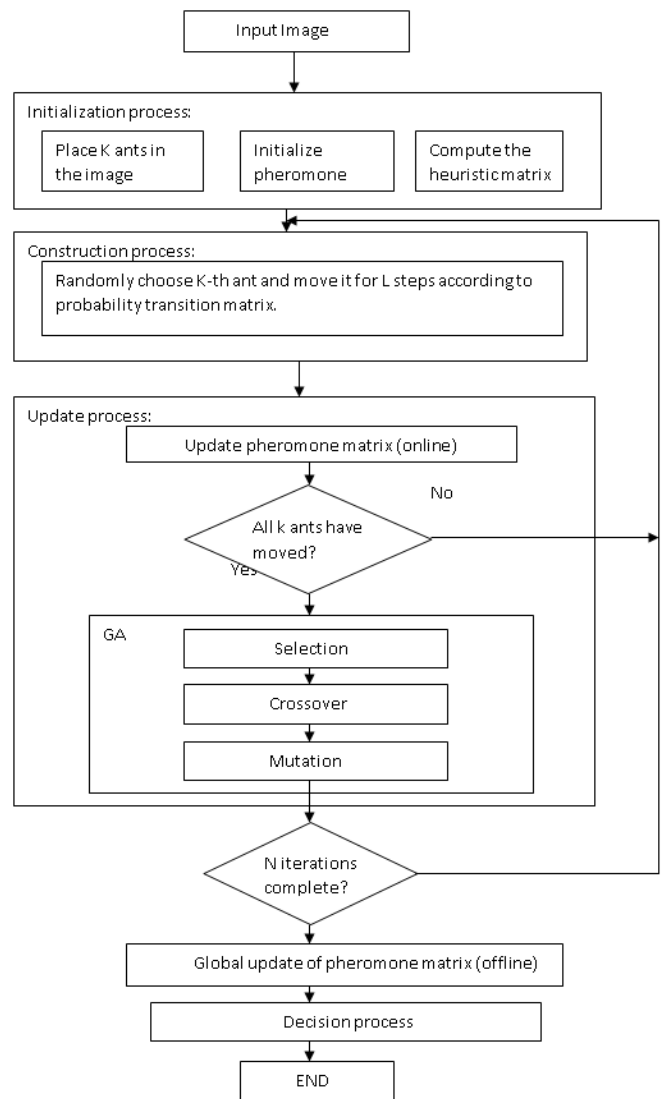 Input Image
Initialization process:
Place K ants in
the image
Initialize
pheromone
Compute the
heuristic matrix
Construction process:
Randomly choose K-th ant and move it for L steps according to
probability transition matrix.
Update process:
Update pheromone matrix (online)
No
All k ants have
moved?
Yes
GA
Selection
Crossover
Mutation
N iterations
complete?
Global update of pheromone matrix (offline)
Decision process
END